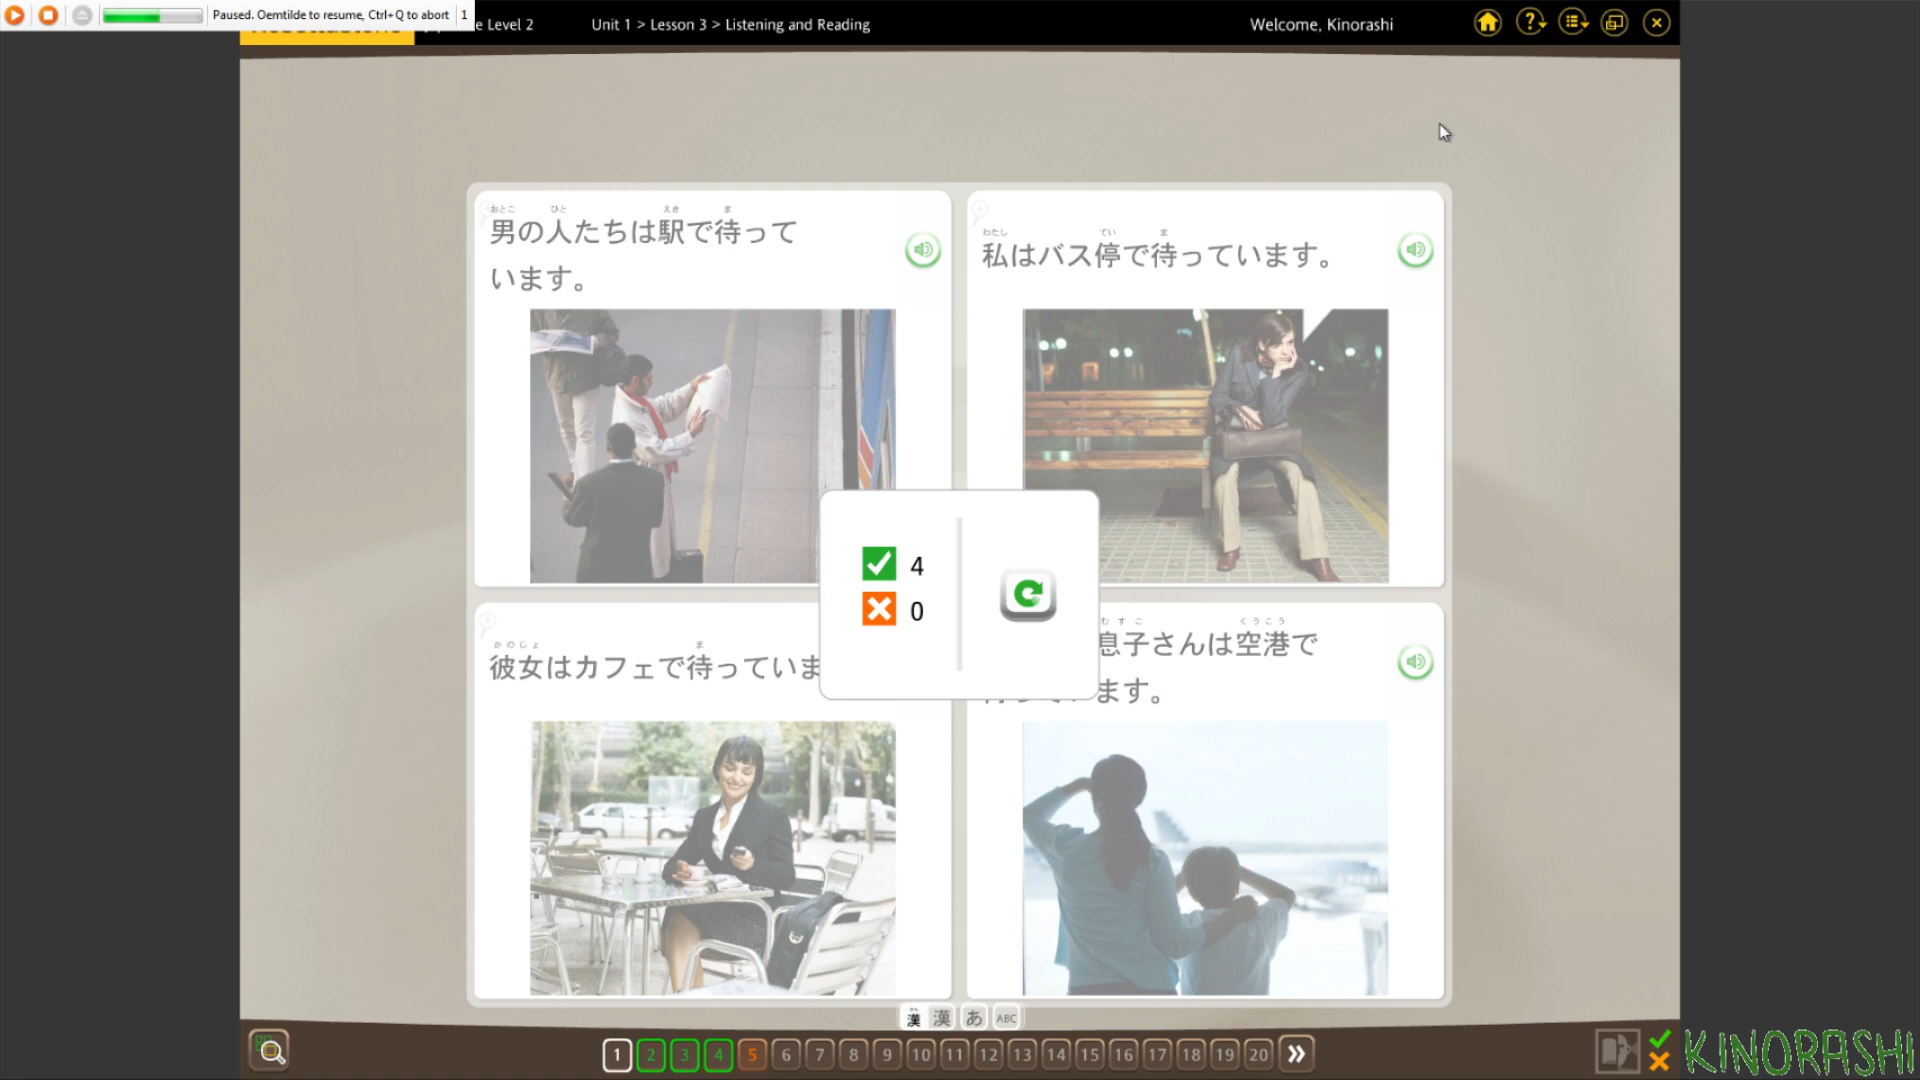 Paused. Oemtilde to resume, Ctrl+Q to abort 1
e Level 2
Unit 1 > Lesson 3 > Listening and Reading
Welcome, Kinorashi
おとこ ひと えき ま
男の人たちは駅で待って
います。
わたし てい ま
私はバス停で待っています。
4
0
かのじょ ま
彼女はカフェで待っていま
むすこ くうこう
息子さんは空港で
ます。
漢 漢 あ ABC
1 2 3 4 5 6 7 8 9 10 11 12 13 14 15 16 17 18 19 20
KINORASHI